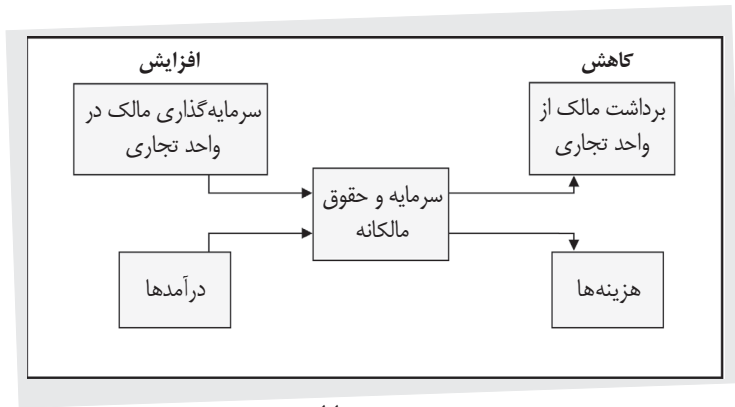 افزایش
کاهش
سرمایه‌گذاری مالک در
واحد تجاری
برداشت مالک از
واحد تجاری
سرمایه و حقوق
مالکانه
درآمدها
هزینه‌ها